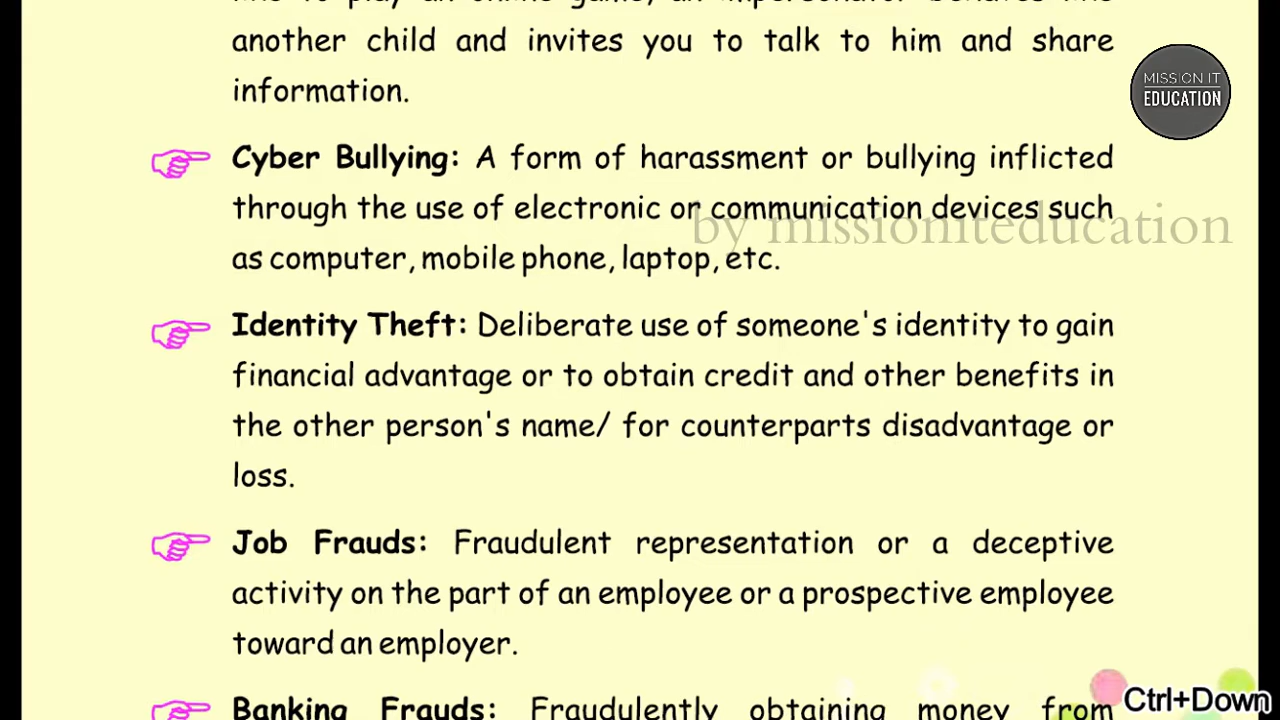 another child and invites you to talk to him and share
information.
MISSION IT
EDUCATION
Cyber Bullying: A form of harassment or bullying inflicted
through the use of electronic or communication devices such
as computer, mobile phone, laptop, etc.
by missioniteducation
Identity Theft: Deliberate use of someone's identity to gain
financial advantage or to obtain credit and other benefits in
the other person's name/ for counterparts disadvantage or
loss.
Job Frauds: Fraudulent representation or a deceptive
activity on the part of an employee or a prospective employee
toward an employer.
Banking Frauds: Fraudulently obtaining money from
Ctrl+Down